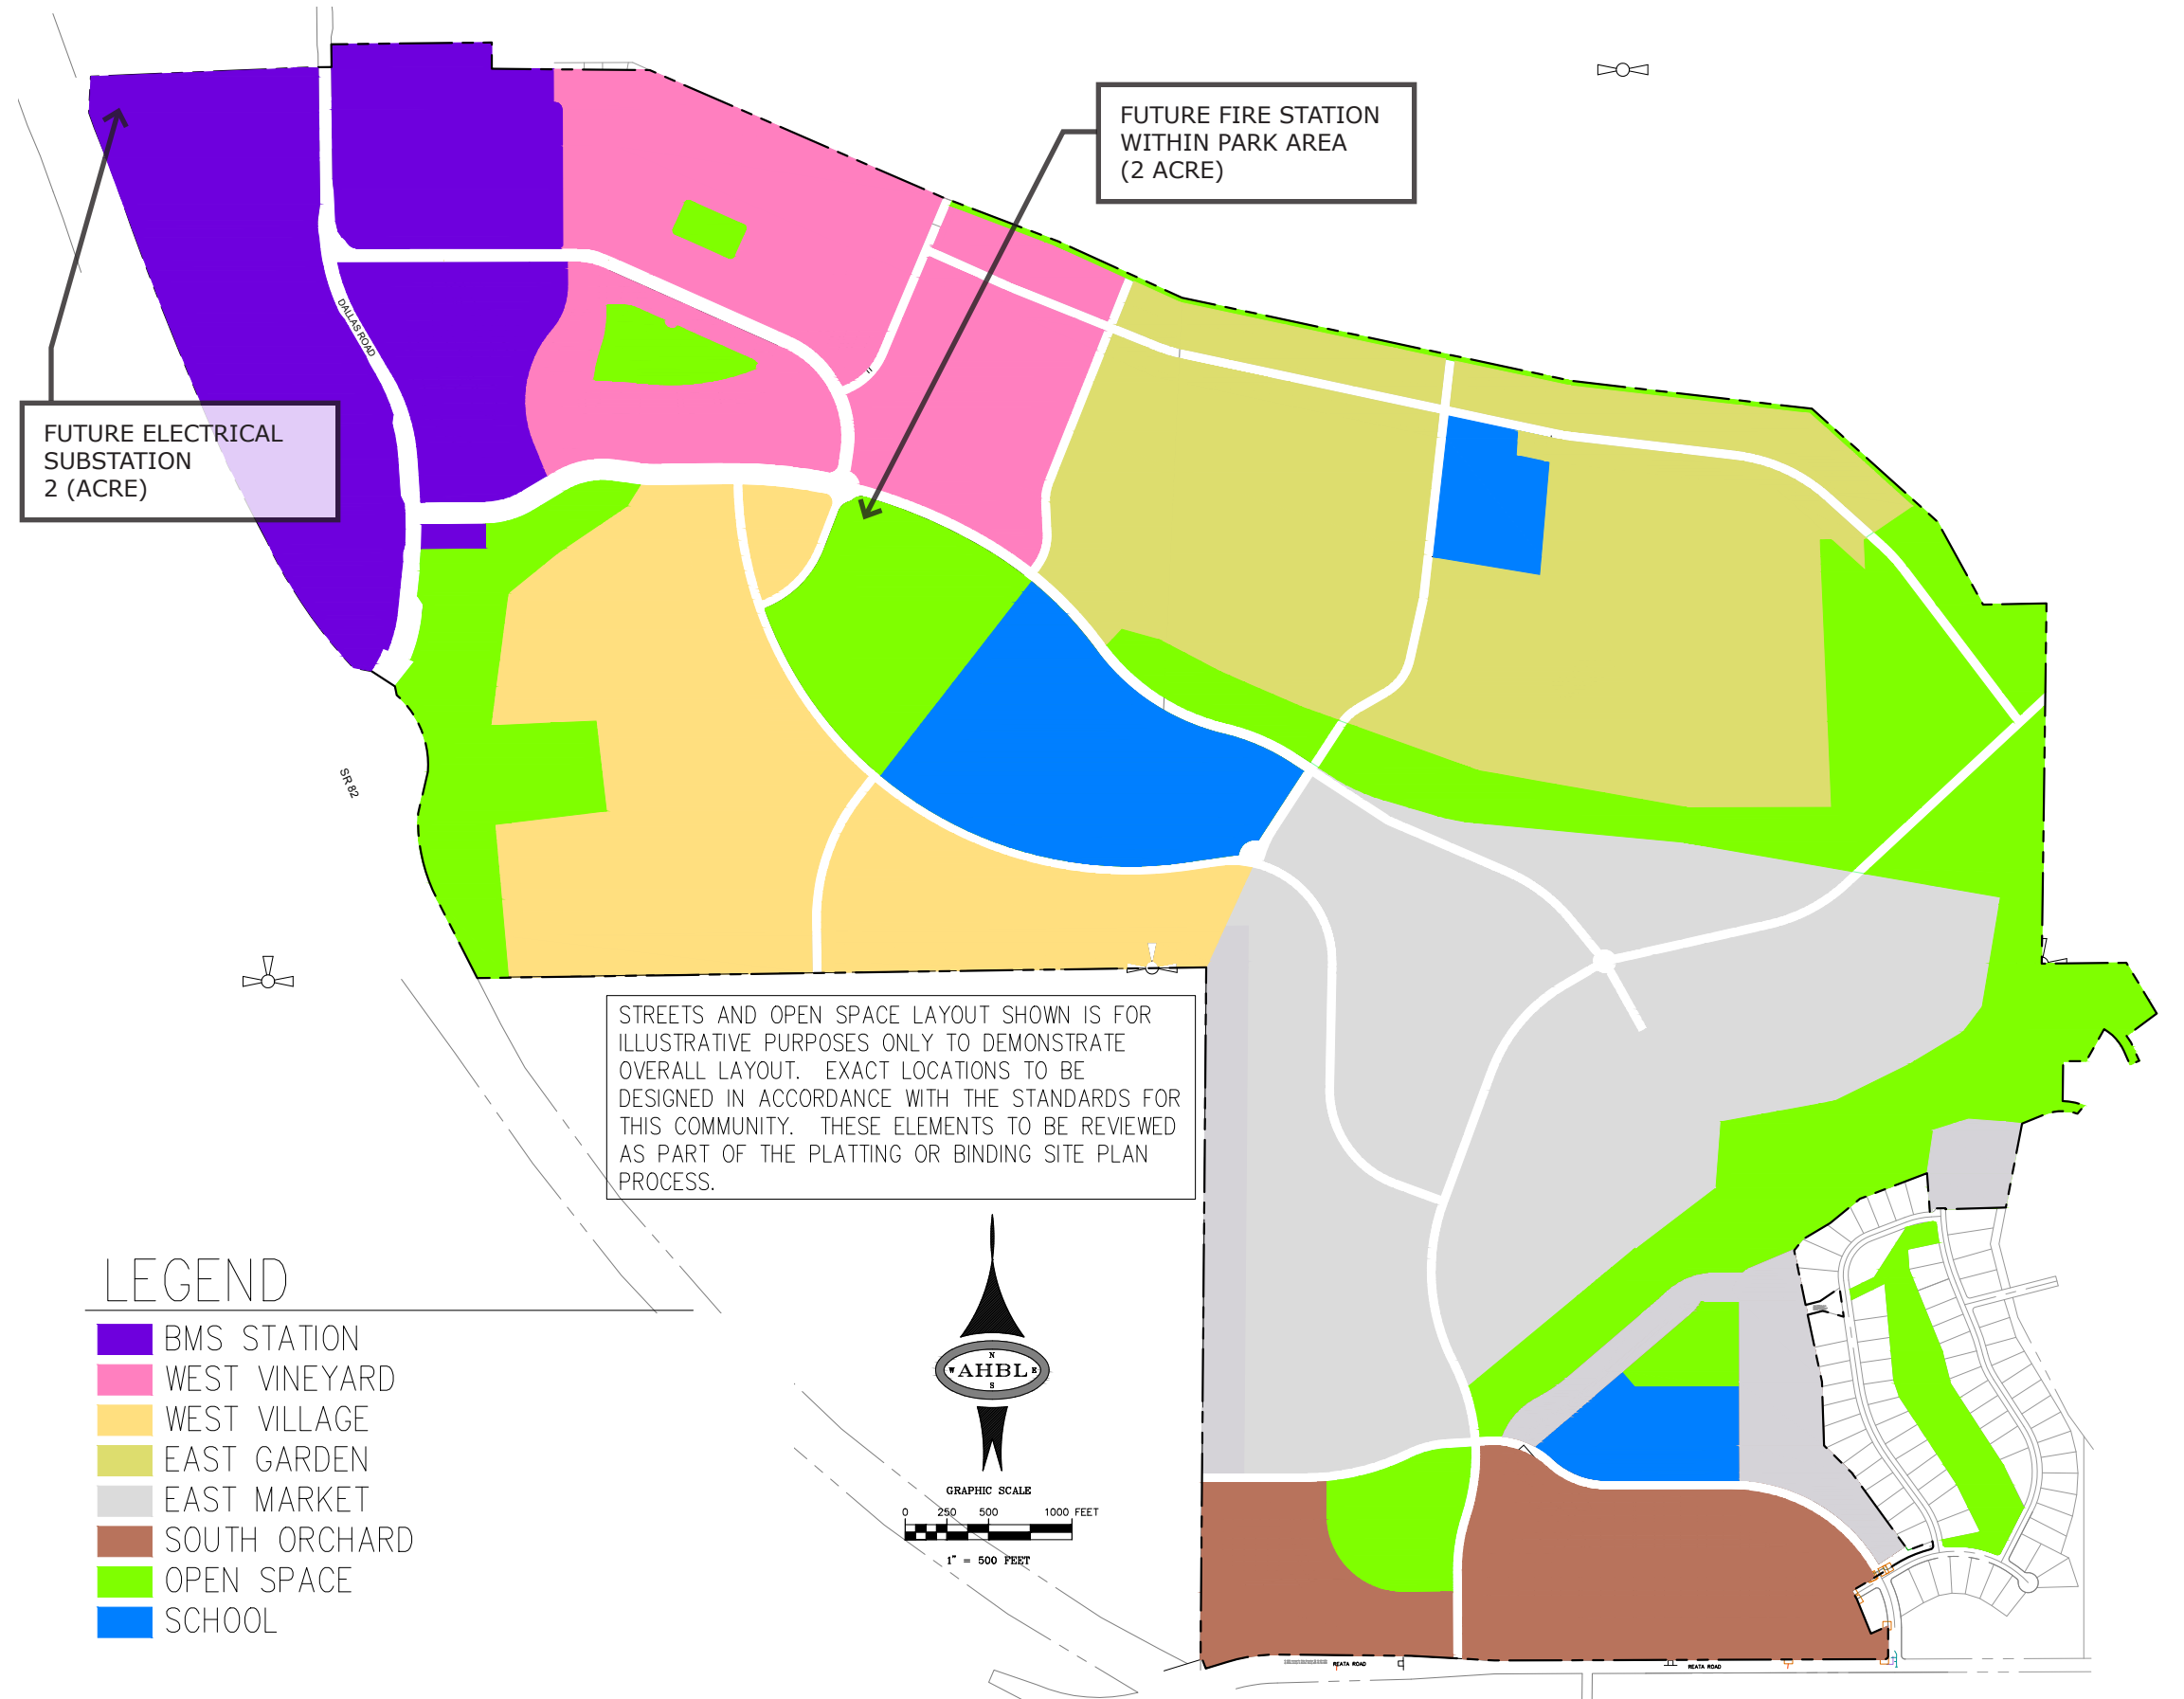 FUTURE FIRE STATION
WITHIN PARK AREA
(2 ACRE)
DALLAS ROAD
FUTURE ELECTRICAL
SUBSTATION
2 (ACRE)
SR 82
STREETS AND OPEN SPACE LAYOUT SHOWN IS FOR
ILLUSTRATIVE PURPOSES ONLY TO DEMONSTRATE
OVERALL LAYOUT. EXACT LOCATIONS TO BE
DESIGNED IN ACCORDANCE WITH THE STANDARDS FOR
THIS COMMUNITY. THESE ELEMENTS TO BE REVIEWED
AS PART OF THE PLATTING OR BINDING SITE PLAN
PROCESS.
LEGEND
BMS STATION
WEST VINEYARD
WEST VILLAGE
EAST GARDEN
EAST MARKET
SOUTH ORCHARD
OPEN SPACE
SCHOOL
N
W AHBL E
S
GRAPHIC SCALE
0 250 500 1000 FEET
1" = 500 FEET
REATA ROAD
REATA ROAD